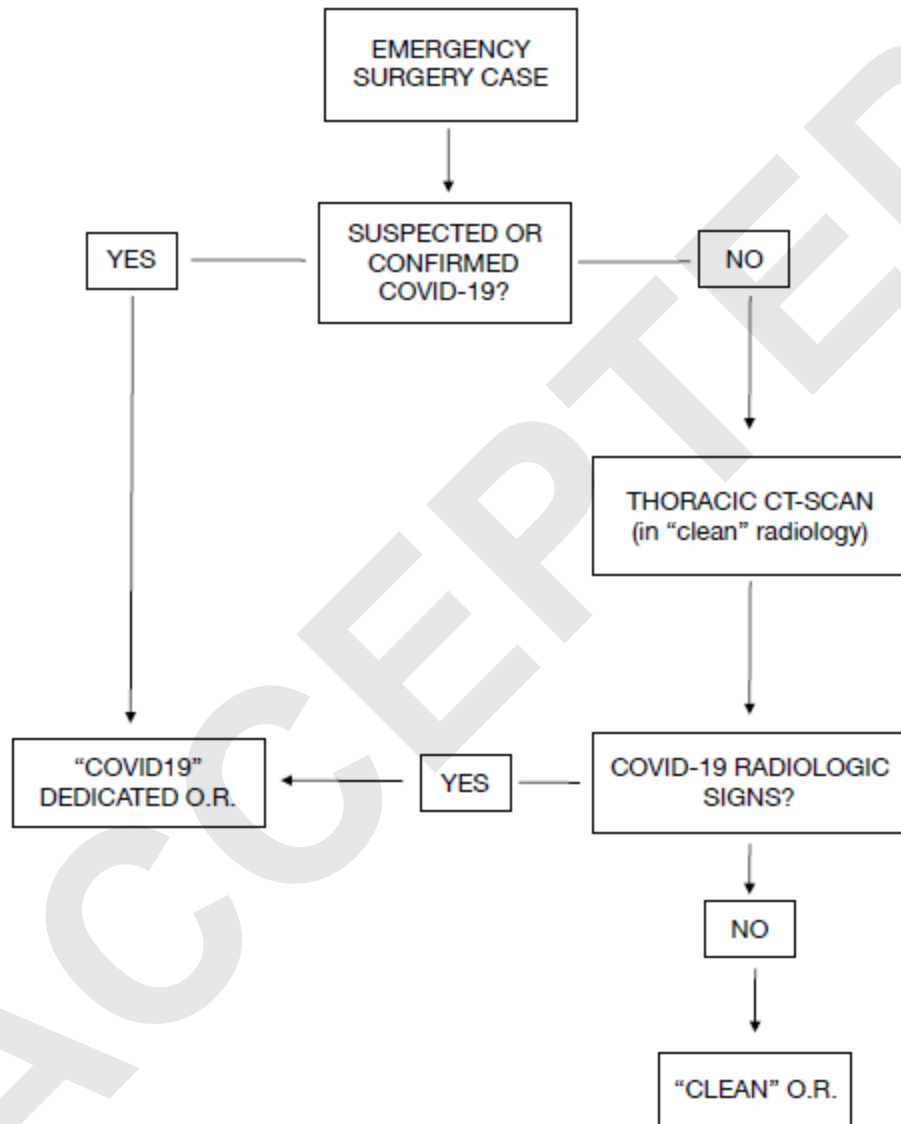 EMERGENCY
SURGERY CASE
SUSPECTED OR
CONFIRMED
COVID-19?
YES
NO
THORACIC CT-SCAN
(in “clean” radiology)
“COVID19”
DEDICATED O.R.
YES
COVID-19 RADIOLOGIC
SIGNS?
NO
“CLEAN” O.R.
ACCEPTED